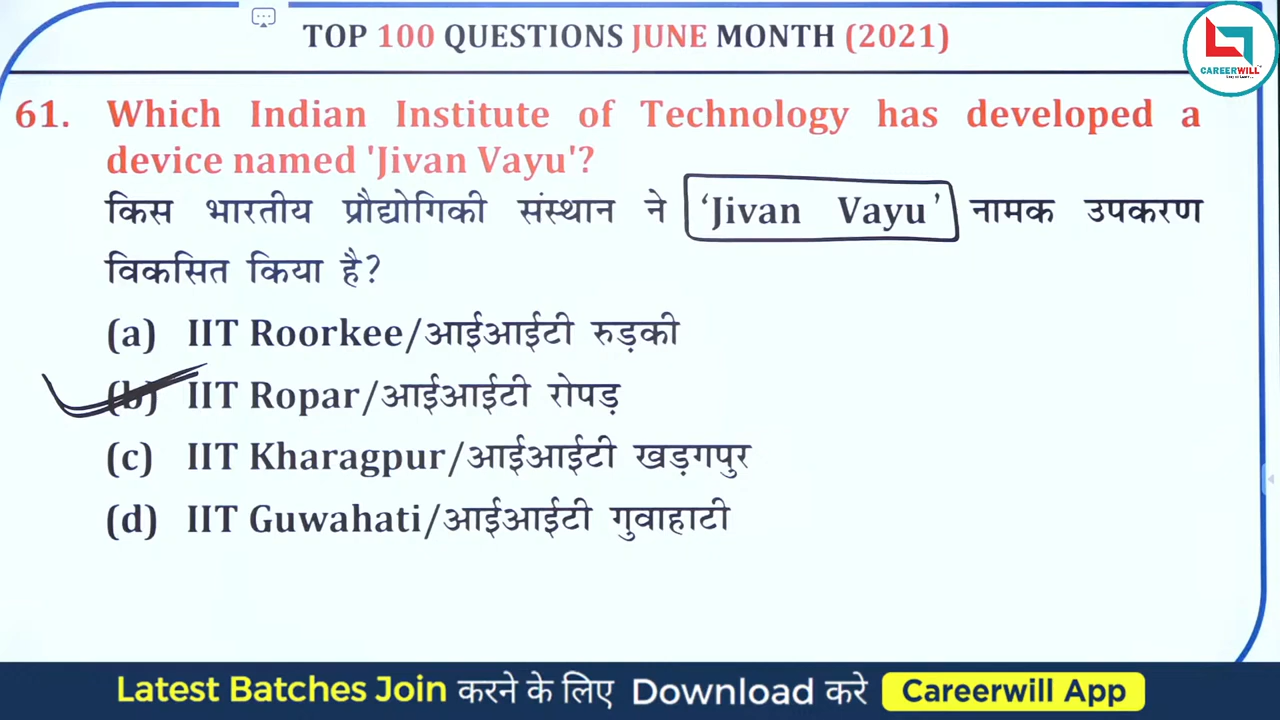 TOP 100 QUESTIONS JUNE MONTH (2021)
CAREERWILL
61. Which Indian Institute of Technology has developed a
device named 'Jivan Vayu'?
किस भारतीय प्रौद्योगिकी संस्थान ने ‘Jivan Vayu’ नामक उपकरण
विकसित किया है?
(a) IIT Roorkee/आईआईटी रुड़की
(b) IIT Ropar/आईआईटी रोपड़
(c) IIT Kharagpur/आईआईटी खड़गपुर
(d) IIT Guwahati/आईआईटी गुवाहाटी
Latest Batches Join करने के लिए Download करे Careerwill App